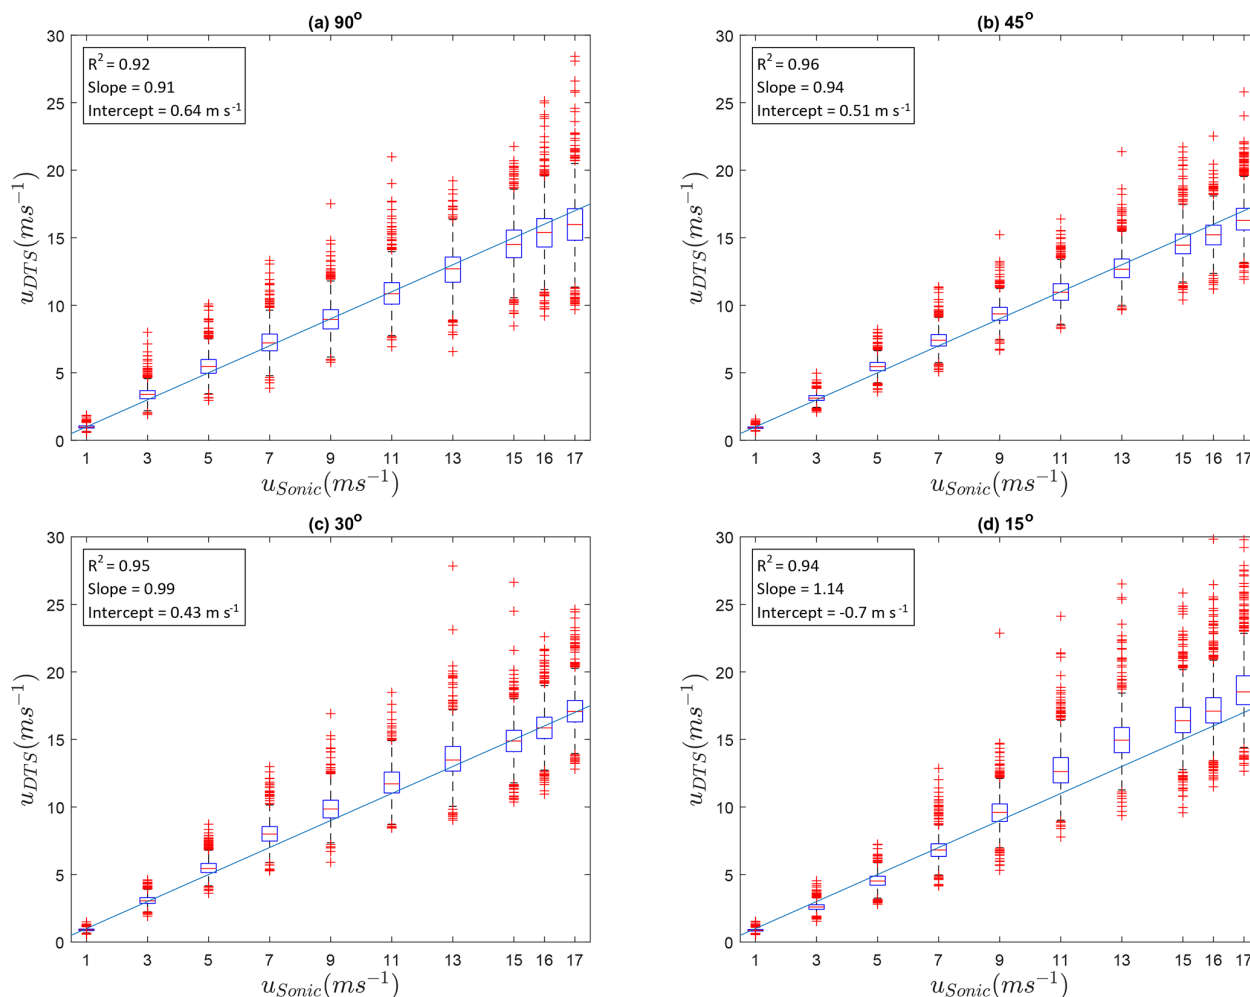 (a) 90°
30
25
20
15
10
5
0
R² = 0.92
Slope = 0.91
Intercept = 0.64 m s⁻¹
u_DTS(ms⁻¹)
1 3 5 7 9 11 13 15 16 17
u_Sonic(ms⁻¹)
(b) 45°
30
25
20
15
10
5
0
R² = 0.96
Slope = 0.94
Intercept = 0.51 m s⁻¹
u_DTS(ms⁻¹)
1 3 5 7 9 11 13 15 16 17
u_Sonic(ms⁻¹)
(c) 30°
30
25
20
15
10
5
0
R² = 0.95
Slope = 0.99
Intercept = 0.43 m s⁻¹
u_DTS(ms⁻¹)
1 3 5 7 9 11 13 15 16 17
u_Sonic(ms⁻¹)
(d) 15°
30
25
20
15
10
5
0
R² = 0.94
Slope = 1.14
Intercept = -0.7 m s⁻¹
u_DTS(ms⁻¹)
1 3 5 7 9 11 13 15 16 17
u_Sonic(ms⁻¹)